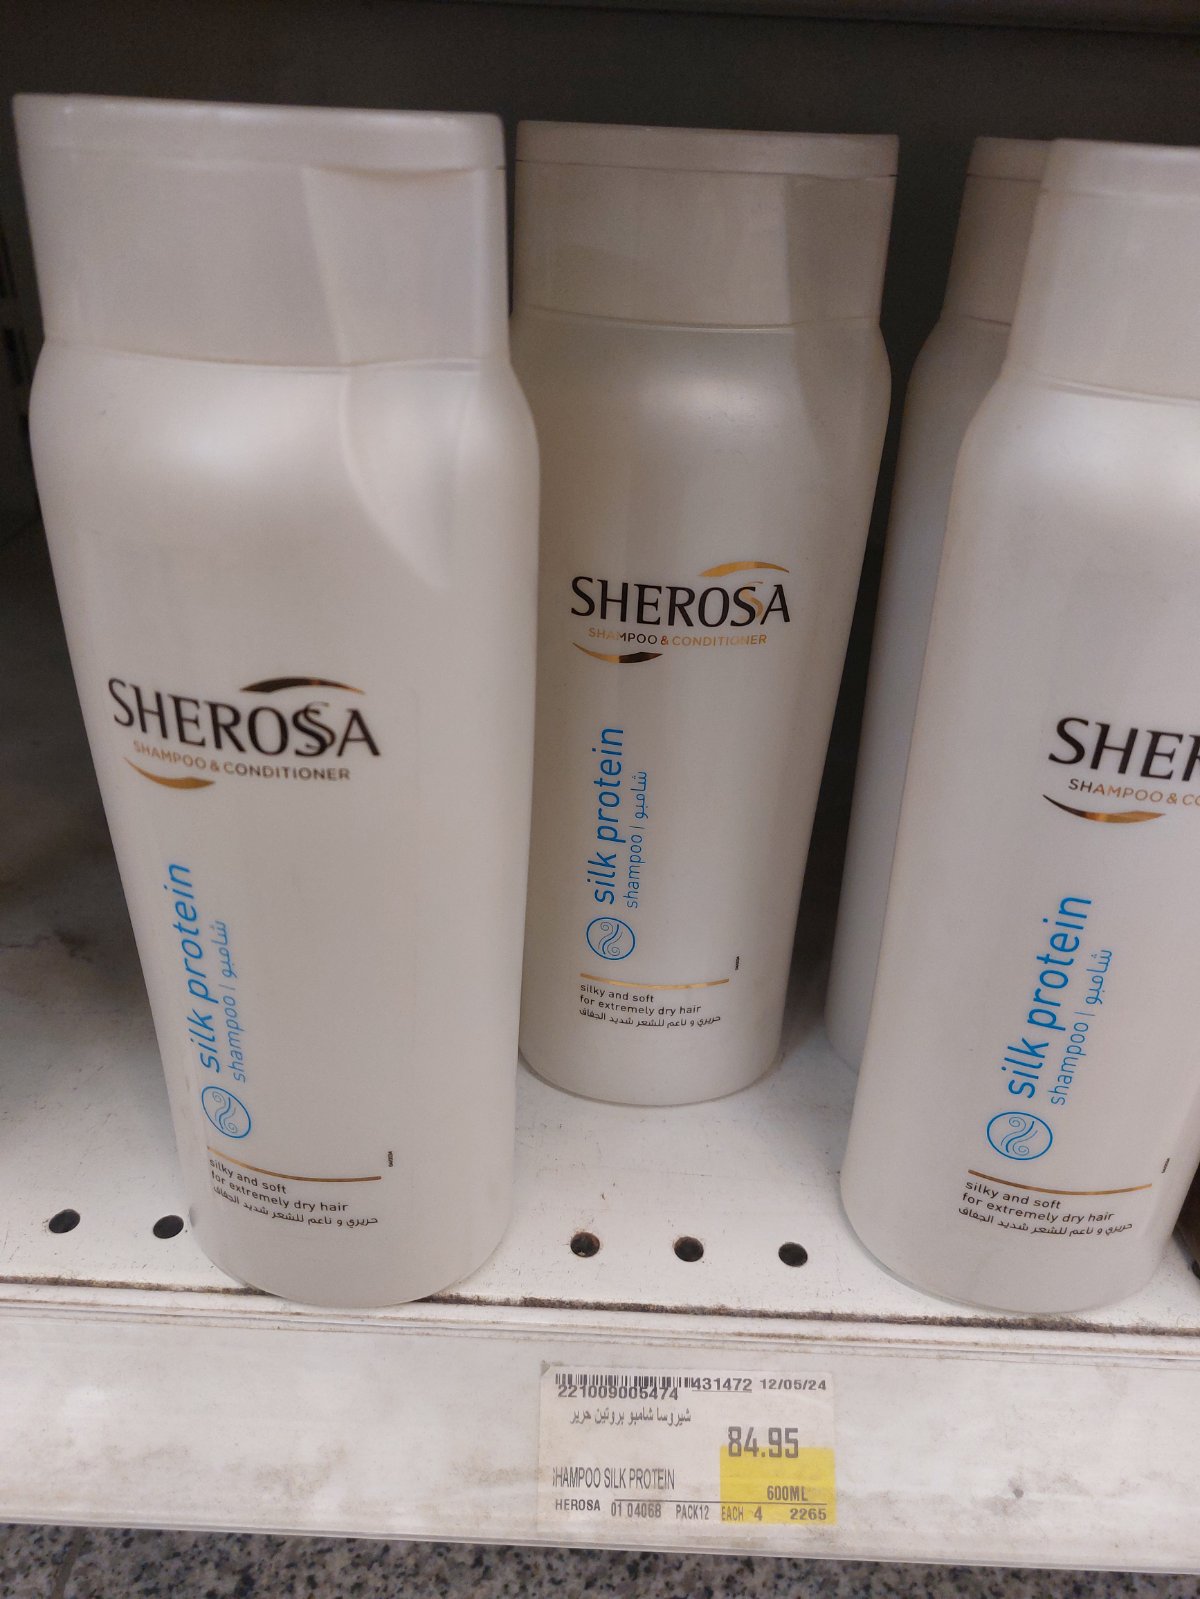 SHEROSA
SHAMPOO & CONDITIONER
silk protein
shampoo | شامبو
silky and soft
for extremely dry hair
حريري و ناعم للشعر شديد الجفاف
SHEROSA
SHAMPOO & CONDITIONER
silk protein
shampoo | شامبو
silky and soft
for extremely dry hair
حريري و ناعم للشعر شديد الجفاف
SHER
SHAMPOO & CO
silk protein
shampoo | شامبو
silky and soft
for extremely dry hair
حريري و ناعم للشعر شديد الجفاف
221009005474 431472 12/05/24
شيروسا شامبو بروتين حرير
84.95
HAMPOO SILK PROTEIN
600ML
HEROSA 01 04068 PACK12 EACH 4 2265